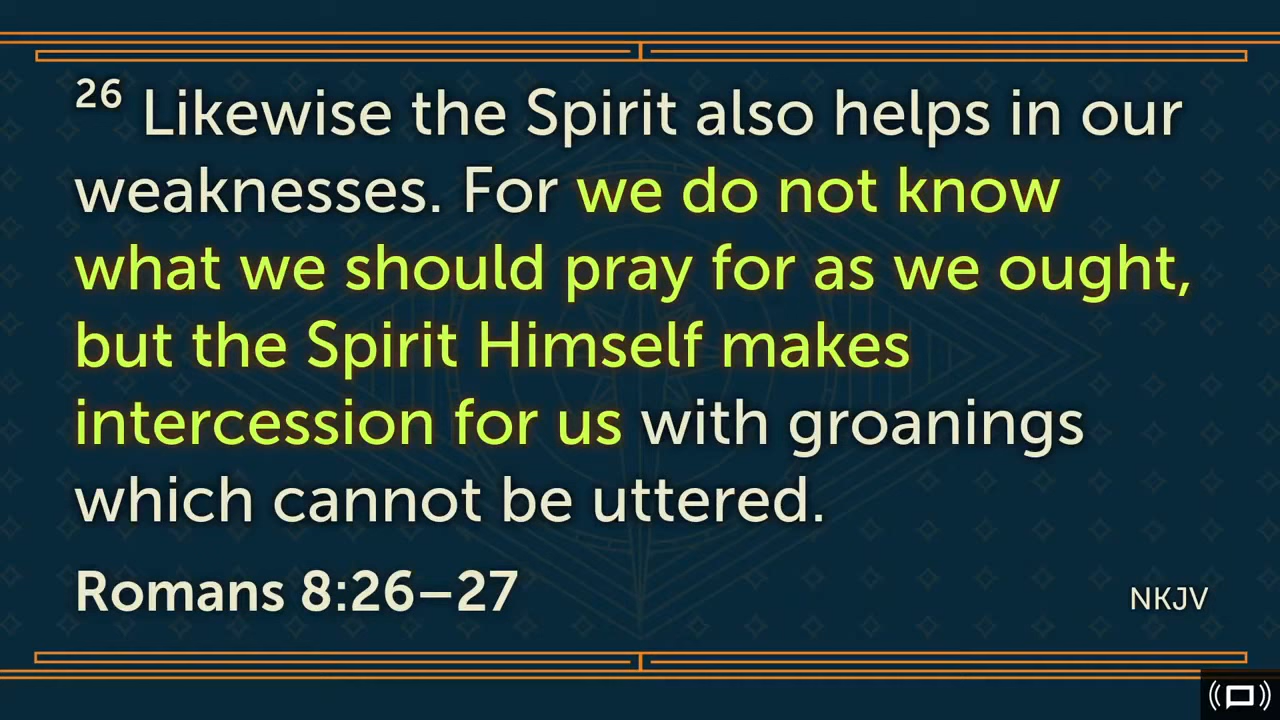 26 Likewise the Spirit also helps in our
weaknesses. For we do not know
what we should pray for as we ought,
but the Spirit Himself makes
intercession for us with groanings
which cannot be uttered.
Romans 8:26–27
NKJV